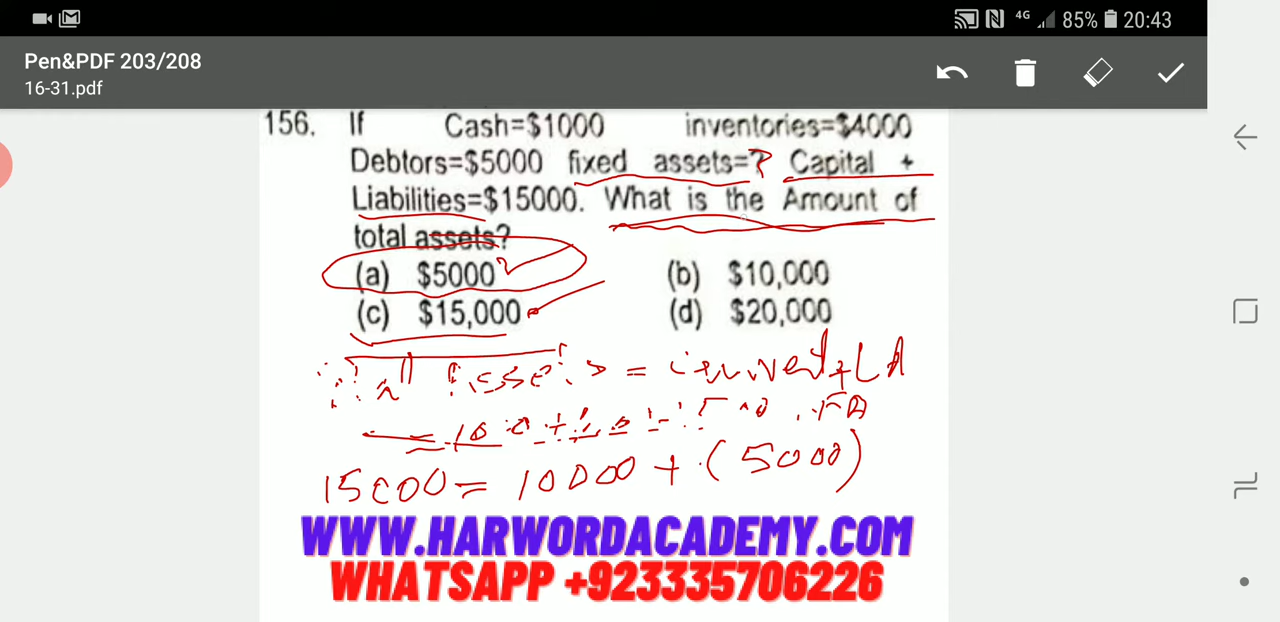 4G 85% 20:43
Pen&PDF 203/208
16-31.pdf
156. If Cash=$1000 inventories=$4000
Debtors=$5000 fixed assets=? Capital +
Liabilities=$15000. What is the Amount of
total assets?
(a) $5000 (b) $10,000
(c) $15,000 (d) $20,000
=
15000 = 10000 + (5000)
WWW.HARWORDACADEMY.COM
WHATSAPP +923335706226